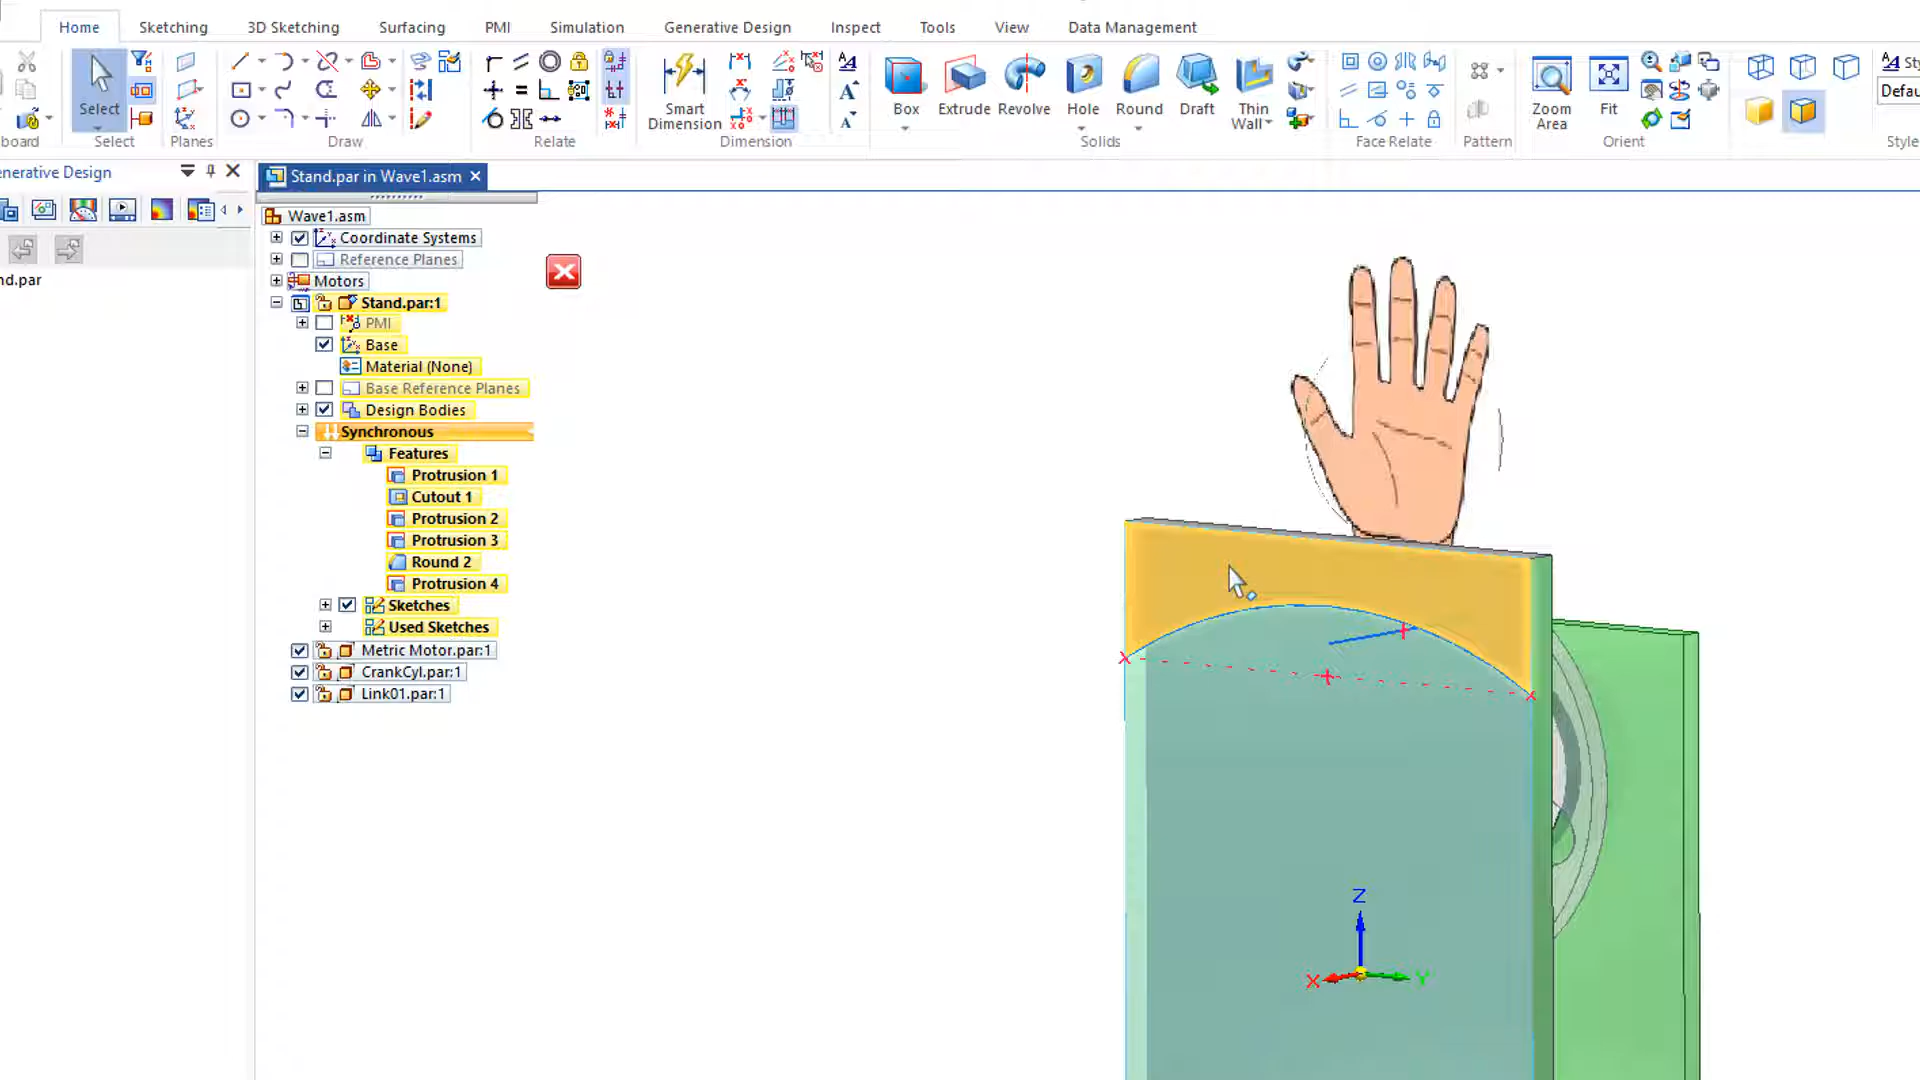 Home Sketching 3D Sketching Surfacing PMI Simulation Generative Design Inspect Tools View Data Management
Select
Smart
Dimension
Box Extrude Revolve Hole Round Draft Thin
Wall
Zoom
Area
Fit
Sty
Defau
board Select Planes Draw Relate Dimension Solids Face Relate Pattern Orient Style
enerative Design
nd.par
Stand.par in Wave1.asm
Wave1.asm
Coordinate Systems
Reference Planes
Motors
Stand.par:1
PMI
Base
Material (None)
Base Reference Planes
Design Bodies
Synchronous
Features
Protrusion 1
Cutout 1
Protrusion 2
Protrusion 3
Round 2
Protrusion 4
Sketches
Used Sketches
Metric Motor.par:1
CrankCyl.par:1
Link01.par:1
Z
X Y